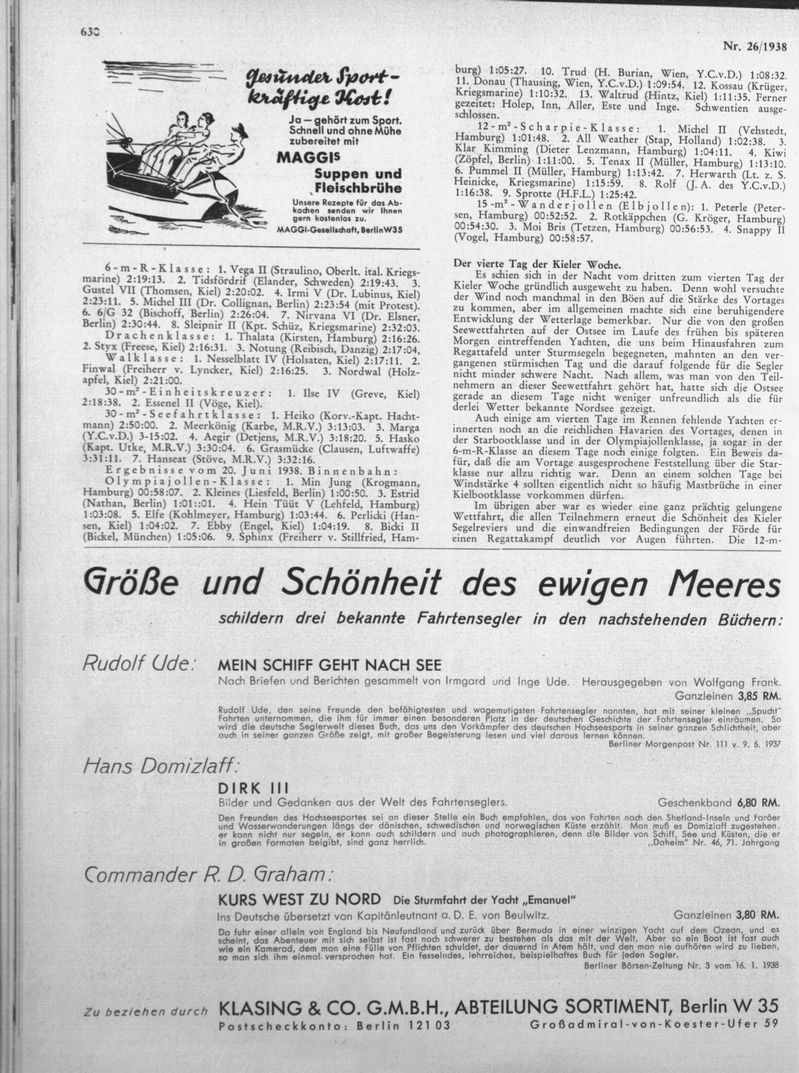 630
Nr. 26/1938
Gesunder Sport-
kräftige Kost!
Ja – gehört zum Sport.
Schnell und ohne Mühe
zubereitet mit
MAGGIS
Suppen und
Fleischbrühe
Unsere Rezepte für das Ab-
kochen senden wir Ihnen
gern kostenlos zu.
MAGGI-Gesellschaft, Berlin W 35
6-m-R-Klasse: 1. Vega II (Straulino, Oberlt. ital. Kriegs-
marine) 2:19:13. 2. Tidsfördrif (Elander, Schweden) 2:19:43. 3.
Gustel VII (Thomsen, Kiel) 2:20:02. 4. Irmi V (Dr. Lubinus, Kiel)
2:23:11. 5. Michel III (Dr. Collignan, Berlin) 2:23:54 (mit Protest).
6. 6/G 32 (Bischoff, Berlin) 2:26:04. 7. Nirvana VI (Dr. Elsner,
Berlin) 2:30:44. 8. Sleipnir II (Kpt. Schüz, Kriegsmarine) 2:32:03.
Drachenklasse: 1. Thalata (Kirsten, Hamburg) 2:16:26.
2. Styx (Freese, Kiel) 2:16:31. 3. Notung (Reibisch, Danzig) 2:17:04,
Walklasse: 1. Nesselblatt IV (Holsaten, Kiel) 2:17:11. 2.
Finwal (Freiherr v. Lyncker, Kiel) 2:16:25. 3. Nordwal (Holz-
apfel, Kiel) 2:21:00.
30-m²-Einheitskreuzer: 1. Ilse IV (Greve, Kiel)
2:18:38. 2. Essenel II (Vöge, Kiel).
30-m²-Seefahrtklasse: 1. Heiko (Korv.-Kapt. Hacht-
mann) 2:50:00. 2. Meerkönig (Karbe, M.R.V.) 3:13:03. 3. Marga
(Y.C.v.D.) 3-15:02. 4. Aegir (Detjens, M.R.V.) 3:18:20. 5. Hasko
(Kapt. Utke, M.R.V.) 3:30:04. 6. Grasmücke (Clausen, Luftwaffe)
3:31:11. 7. Hanseat (Stöve, M.R.V.) 3:32:16.
Ergebnisse vom 20. Juni 1938. Binnenbahn:
Olympiajollen-Klasse: 1. Min Jung (Krogmann,
Hamburg) 00:58:07. 2. Kleines (Liesfeld, Berlin) 1:00:50. 3. Estrid
(Nathan, Berlin) 1:01::01. 4. Hein Tüüt V (Lehfeld, Hamburg)
1:03:08. 5. Elfe (Kohlmeyer, Hamburg) 1:03:44. 6. Perlicki (Han-
sen, Kiel) 1:04:02. 7. Ebby (Engel, Kiel) 1:04:19. 8. Bicki II
(Bickel, München) 1:05:06. 9. Sphinx (Freiherr v. Stillfried, Ham-
burg) 1:05:27. 10. Trud (H. Burian, Wien, Y.C.v.D.) 1:08:32.
11. Donau (Thausing, Wien, Y.C.v.D.) 1:09:54. 12. Kossau (Krüger,
Kriegsmarine) 1:10:32. 13. Waltrud (Hintz, Kiel) 1:11:35. Ferner
gezeitet: Holep, Inn, Aller, Este und Inge. Schwentien ausge-
schlossen.
12-m²-Scharpie-Klasse: 1. Michel II (Vehstedt,
Hamburg) 1:01:48. 2. All Weather (Stap, Holland) 1:02:38. 3.
Klar Kimming (Dieter Lenzmann, Hamburg) 1:04:11. 4. Kiwi
(Zöpfel, Berlin) 1:11:00. 5. Tenax II (Müller, Hamburg) 1:13:10.
6. Pummel II (Müller, Hamburg) 1:13:42. 7. Herwarth (Lt. z. S.
Heinicke, Kriegsmarine) 1:15:59. 8. Rolf (J. A. des Y.C.v.D.)
1:16:38. 9. Sprotte (H.F.L.) 1:25:42.
15-m²-Wanderjollen (Elbjollen): 1. Peterle (Peter-
sen, Hamburg) 00:52:52. 2. Rotkäppchen (G. Kröger, Hamburg)
00:54:30. 3. Moi Bris (Tetzen, Hamburg) 00:56:53. 4. Snappy II
(Vogel, Hamburg) 00:58:57.
Der vierte Tag der Kieler Woche.
Es schien sich in der Nacht vom dritten zum vierten Tag der
Kieler Woche gründlich ausgeweht zu haben. Denn wohl versuchte
der Wind noch manchmal in den Böen auf die Stärke des Vortages
zu kommen, aber im allgemeinen machte sich eine beruhigendere
Entwicklung der Wetterlage bemerkbar. Nur die von den großen
Seewettfahrten auf der Ostsee im Laufe des frühen bis späteren
Morgen eintreffenden Yachten, die uns beim Hinausfahren zum
Regattafeld unter Sturmsegeln begegneten, mahnten an den ver-
gangenen stürmischen Tag und die darauf folgende für die Segler
nicht minder schwere Nacht. Nach allem, was man von den Teil-
nehmern an dieser Seewettfahrt gehört hat, hatte sich die Ostsee
gerade an diesem Tage nicht weniger unfreundlich als die für
derlei Wetter bekannte Nordsee gezeigt.
Auch einige am vierten Tage im Rennen fehlende Yachten er-
innerten noch an die reichlichen Havarien des Vortages, denen in
der Starbootklasse und in der Olympiajollenklasse, ja sogar in der
6-m-R-Klasse an diesem Tage noch einige folgten. Ein Beweis da-
für, daß die am Vortage ausgesprochene Feststellung über die Star-
klasse nur allzu richtig war. Denn an einem solchen Tage bei
Windstärke 4 sollten eigentlich nicht so häufig Mastbrüche in einer
Kielbootklasse vorkommen dürfen.
Im übrigen aber war es wieder eine ganz prächtig gelungene
Wettfahrt, die allen Teilnehmern erneut die Schönheit des Kieler
Segelreviers und die einwandfreien Bedingungen der Förde für
einen Regattakampf deutlich vor Augen führten. Die 12-m-
Größe und Schönheit des ewigen Meeres
schildern drei bekannte Fahrtensegler in den nachstehenden Büchern:
Rudolf Ude:
MEIN SCHIFF GEHT NACH SEE
Nach Briefen und Berichten gesammelt von Irmgard und Inge Ude. Herausgegeben von Wolfgang Frank.
Ganzleinen 3,85 RM.
Rudolf Ude, den seine Freunde den befähigtesten und wagemutigsten Fahrtensegler nannten, hat mit seiner kleinen „Spucht"
Fahrten unternommen, die ihm für immer einen besonderen Platz in der deutschen Geschichte der Fahrtensegler einräumen. So
wird die deutsche Seglerwelt dieses Buch, das uns den Vorkämpfer des deutschen Hochseesports in seiner ganzen Schlichtheit, aber
auch in seiner ganzen Größe zeigt, mit großer Begeisterung lesen und viel daraus lernen können.
Berliner Morgenpost Nr. 111 v. 9. 5. 1937
Hans Domizlaff:
DIRK III
Bilder und Gedanken aus der Welt des Fahrtenseglers.
Geschenkband 6,80 RM.
Den Freunden des Hochseesportes sei an dieser Stelle ein Buch empfohlen, das von Fahrten nach den Shetland-Inseln und Faröer
und Wasserwanderungen längs der dänischen, schwedischen und norwegischen Küste erzählt. Man muß es Domizlaff zugestehen,
er kann nicht nur segeln, er kann auch schildern und auch photographieren, denn die Bilder von Schiff, See und Küsten, die er
in großen Formaten beigibt, sind ganz herrlich.
„Daheim" Nr. 46, 71. Jahrgang
Commander R. D. Graham:
KURS WEST ZU NORD Die Sturmfahrt der Yacht „Emanuel"
Ins Deutsche übersetzt von Kapitänleutnant a. D. E. von Beulwitz.
Ganzleinen 3,80 RM.
Da fuhr einer allein von England bis Neufundland und zurück über Bermuda in einer winzigen Yacht auf dem Ozean, und es
scheint, das Abenteuer mit sich selbst ist fast noch schwerer zu bestehen als das mit der Welt. Aber so ein Boot ist fast auch
wie ein Kamerad, dem man eine Fülle von Pflichten schuldet, der dauernd in Atem hält, und den man nie aufhören wird zu lieben,
so man sich ihm einmal versprochen hat. Ein fesselndes, lehrreiches, beispielhaftes Buch für jeden Segler.
Berliner Börsen-Zeitung Nr. 3 vom 16. 1. 1938
Zu beziehen durch KLASING & CO. G.M.B.H., ABTEILUNG SORTIMENT, Berlin W 35
Postscheckkonto: Berlin 121 03 Großadmiral-von-Koester-Ufer 59